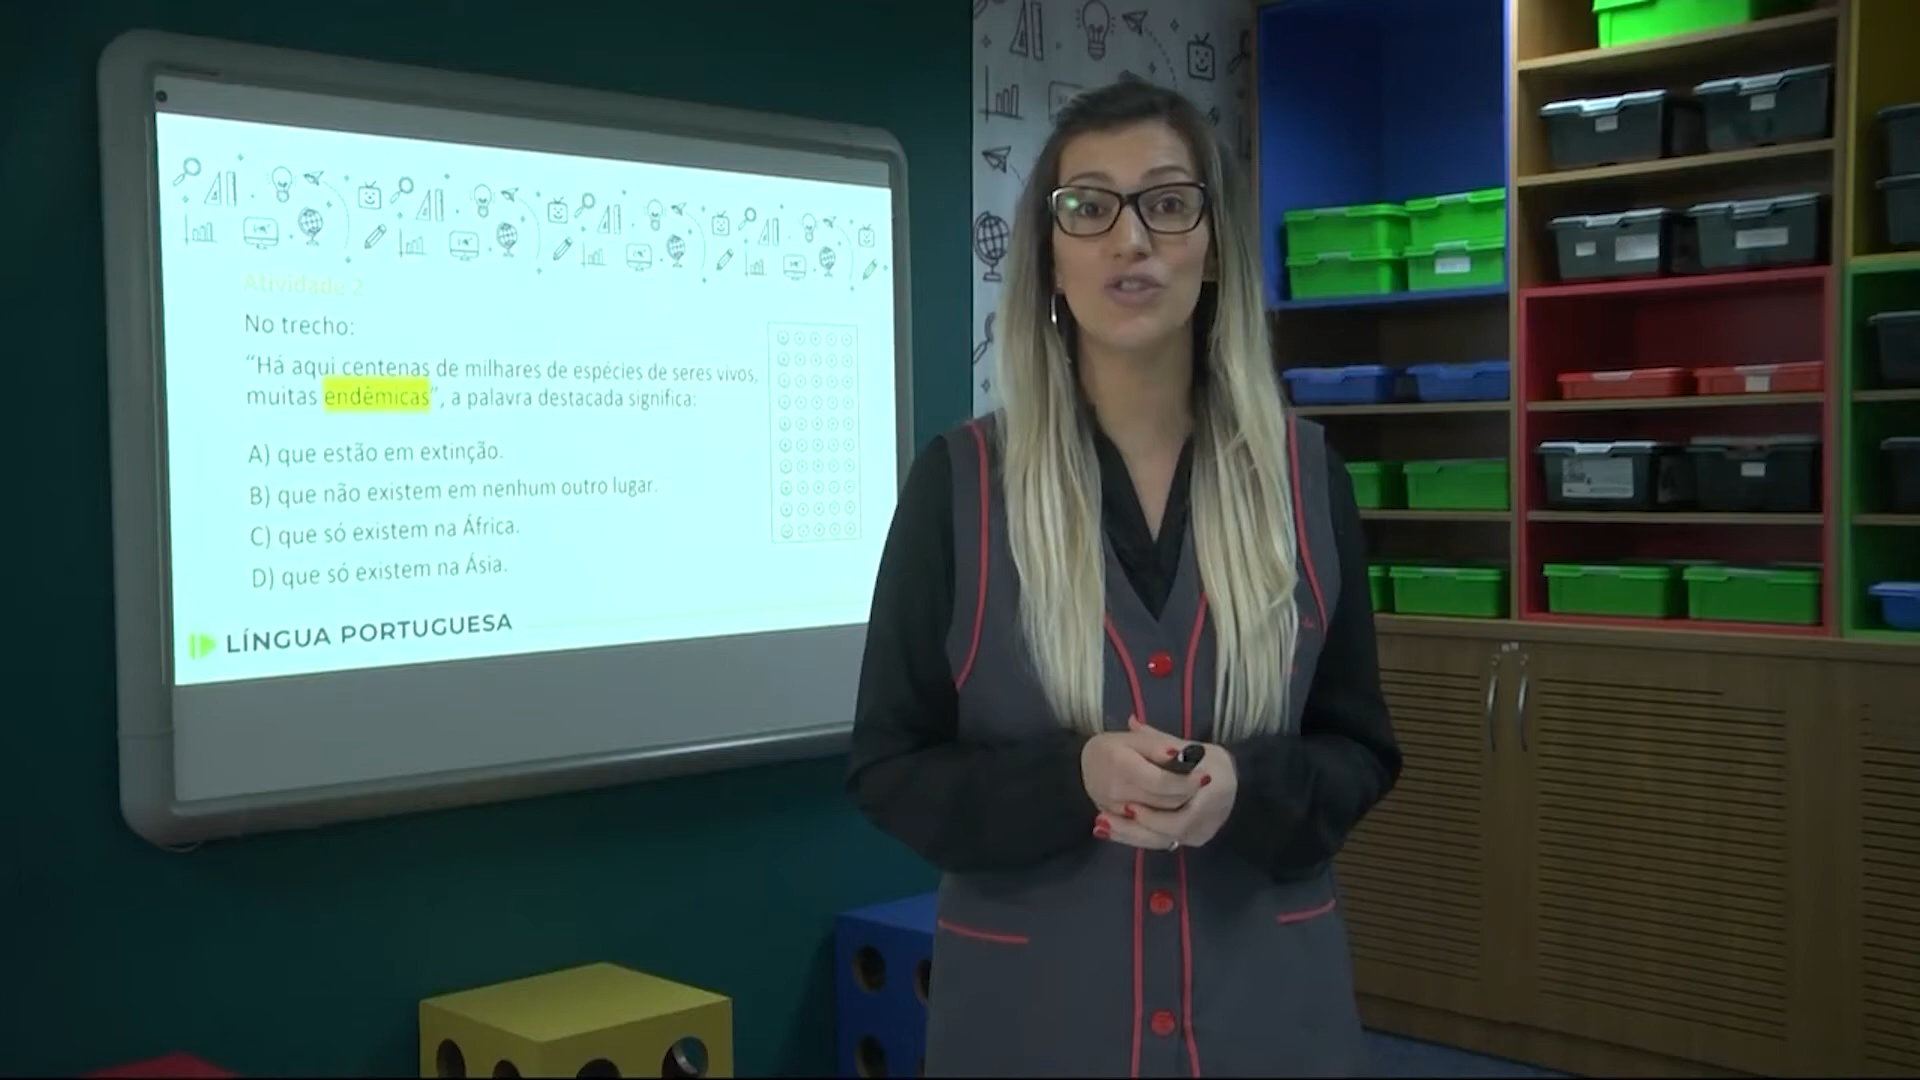 Atividade 2
No trecho:
“Há aqui centenas de milhares de espécies de seres vivos,
muitas endêmicas”, a palavra destacada significa:
A) que estão em extinção.
B) que não existem em nenhum outro lugar.
C) que só existem na África.
D) que só existem na Ásia.
LÍNGUA PORTUGUESA